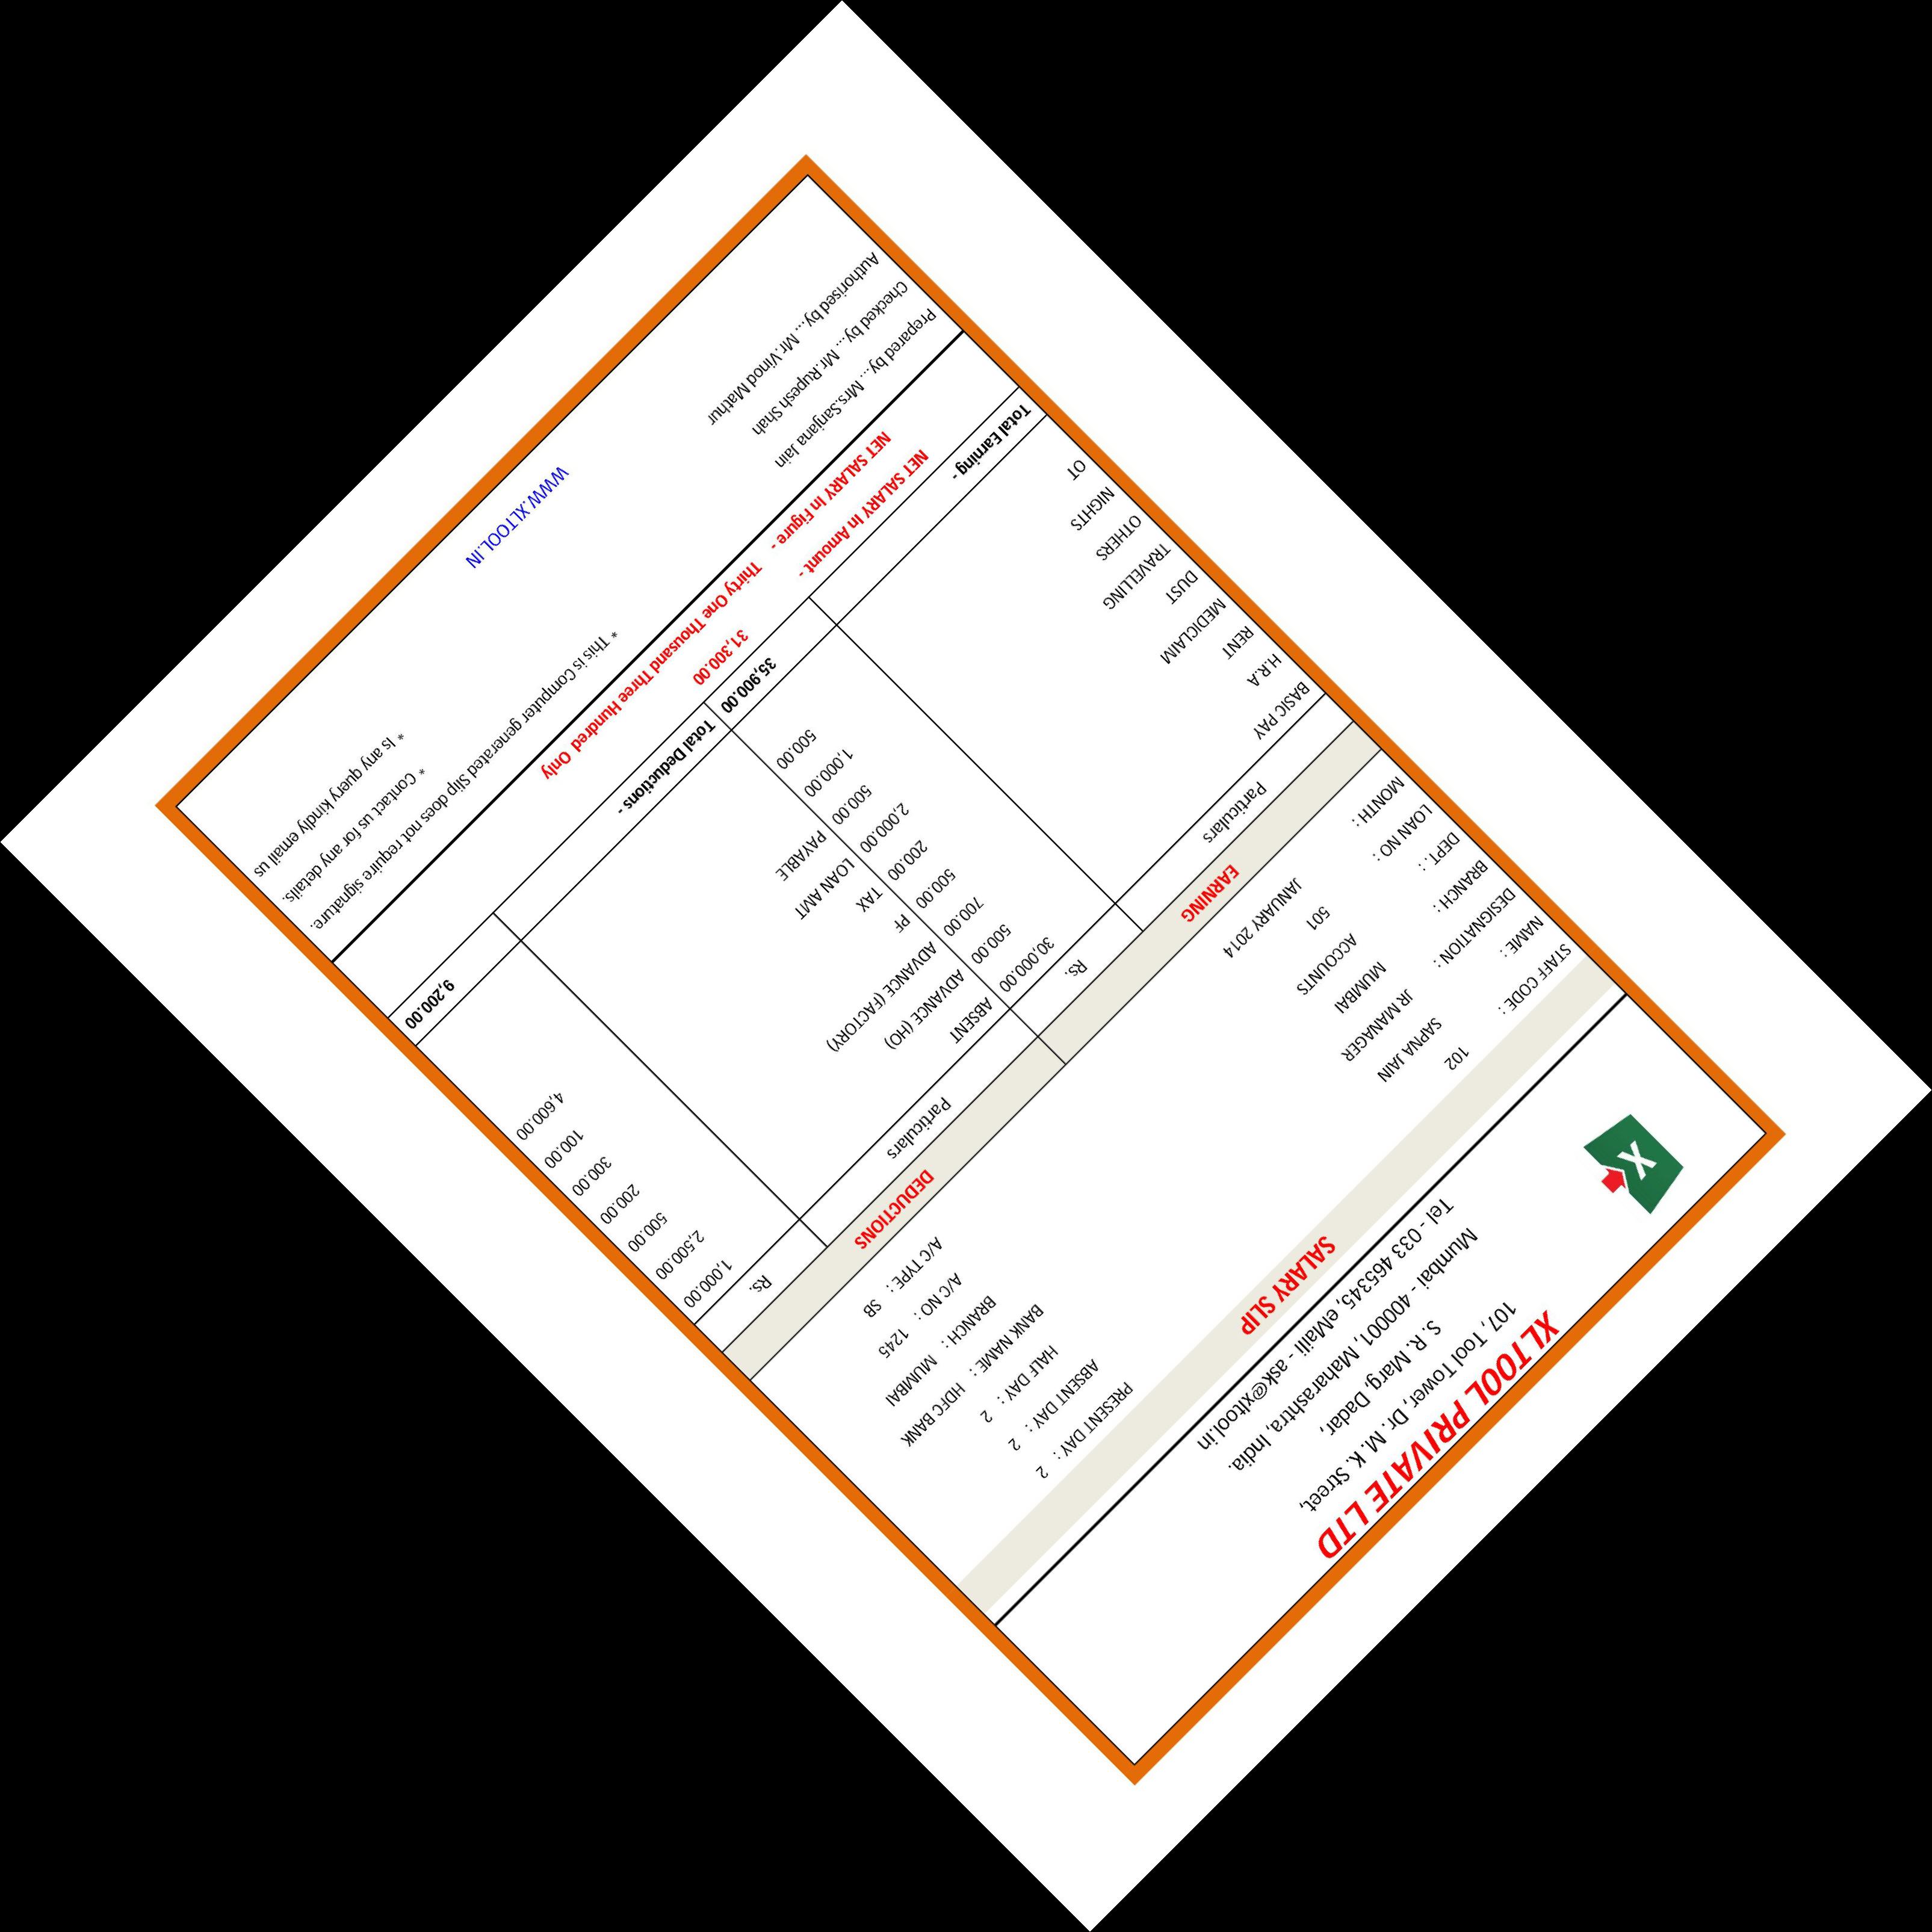 XL TOOL PRIVATE LTD
107, Tool Tower, Dr. M. K. Street,
S. R. Marg, Dadar,
Mumbai - 400001, Maharashtra, India.
Tel - 033 465345, eMaill - ask@xltool.in
SALARY SLIP
STAFF CODE : 102 PRESENT DAY : 2
NAME : SAPNA JAIN ABSENT DAY : 2
DESIGNATION : JR MANAGER HALF DAY : 2
BRANCH : MUMBAI BANK NAME : HDFC BANK
DEPT. : ACCOUNTS BRANCH : MUMBAI
LOAN NO : 501 A/C NO : 1245
MONTH : JANUARY 2014 A/C TYPE : SB
EARNING DEDUCTIONS
Particulars Rs. Particulars Rs.
BASIC PAY 30,000.00 ABSENT 1,000.00
H.R.A 500.00 ADVANCE (HO) 2,500.00
RENT 700.00 ADVANCE (FACTORY) 500.00
MEDICLAIM 500.00 PF 200.00
DUST 200.00 TAX 300.00
TRAVELLING 2,000.00 LOAN AMT 100.00
OTHERS 500.00 PAYABLE 4,600.00
NIGHTS 1,000.00
OT 500.00
Total Earning - 35,900.00 Total Deductions - 9,200.00
NET SALARY In Amount - 31,300.00
NET SALARY In Figure - Thirty One Thousand Three Hundred Only
Prepared by... Mrs.Sanjana Jain * This is Computer generated Slip does not require signature.
Checked by... Mr.Rupesh Shah * Contact us for any details.
Authorised by... Mr.Vinod Mathur * Is any query kindly email us
WWW.XLTOOL.IN